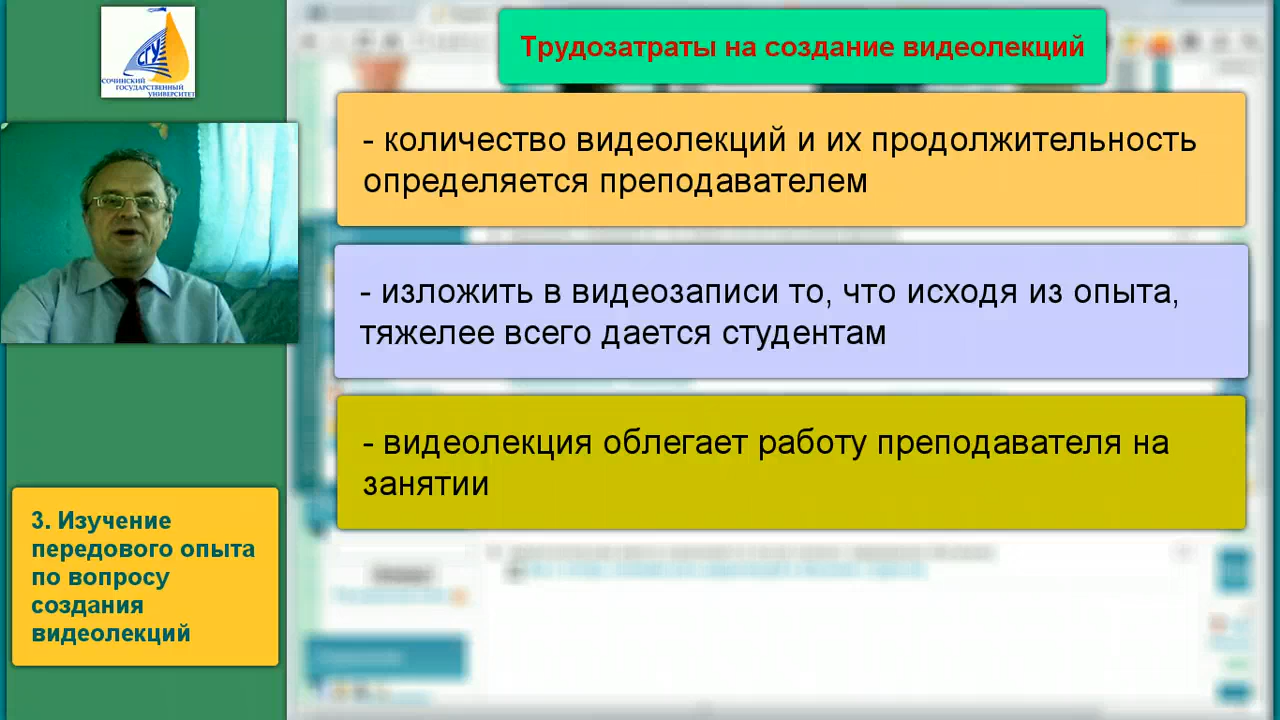 СГУ
СОЧИНСКИЙ
ГОСУДАРСТВЕННЫЙ
УНИВЕРСИТЕТ
Трудозатраты на создание видеолекций
- количество видеолекций и их продолжительность
определяется преподавателем
- изложить в видеозаписи то, что исходя из опыта,
тяжелее всего дается студентам
- видеолекция облегает работу преподавателя на
занятии
3. Изучение
передового опыта
по вопросу
создания
видеолекций